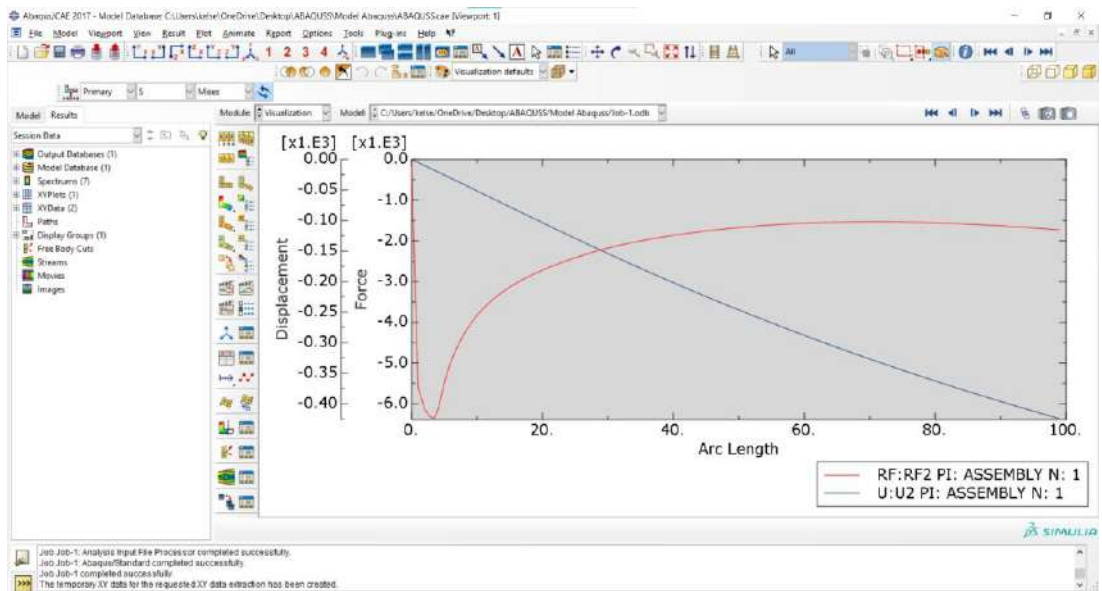 Abaqus/CAE 2017 - Model Database: C:\Users\kelse\OneDrive\Desktop\ABAQUSS\Model Abaquss\ABAQUSS.cae [Viewport: 1]
File Model Viewport View Result Plot Animate Report Options Tools Plug-ins Help
1 2 3 4 All
Visualization defaults
Primary S Mises
Model Results Module Visualization Model C:/Users/kelse/OneDrive/Desktop/ABAQUSS/Model Abaquss/Job-1.odb
Session Data
Output Databases (1)
Model Database (1)
Spectrums (7)
XYPlots (1)
XYData (2)
Paths
Display Groups (1)
Free Body Cuts
Streams
Movies
Images
[x1.E3] [x1.E3]
0.00 0.0
-0.05
-1.0
-0.10
-0.15 -2.0
-0.20 -3.0
-0.25
-4.0
-0.30
-0.35 -5.0
-0.40 -6.0
Displacement
Force
0. 20. 40. 60. 80. 100.
Arc Length
RF:RF2 PI: ASSEMBLY N: 1
U:U2 PI: ASSEMBLY N: 1
SIMULIA
Job Job-1: Analysis Input File Processor completed successfully.
Job Job-1: Abaqus/Standard completed successfully.
Job Job-1 completed successfully.
The temporary XY data for the requested XY data extraction has been created.